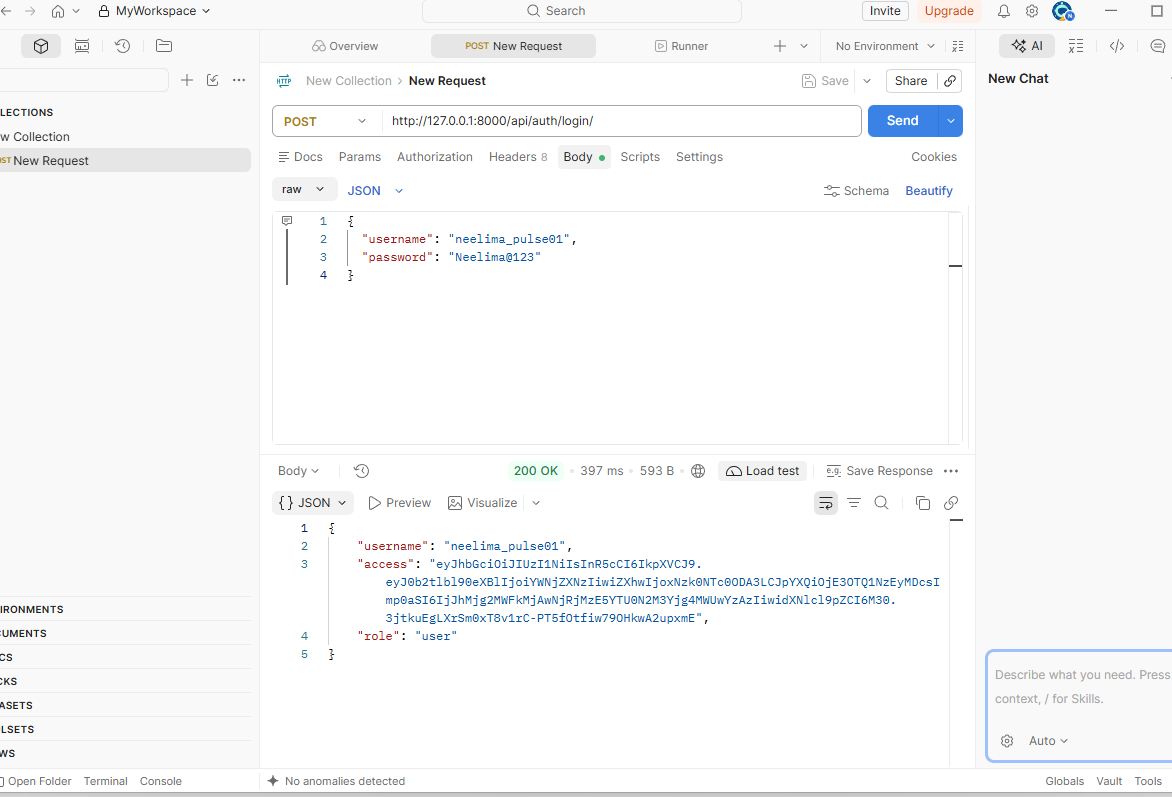 MyWorkspace
Search
Invite
Upgrade
Overview
POST New Request
Runner
No Environment
AI
New Chat
New Collection > New Request
Save
Share
LECTIONS
w Collection
ST New Request
POST
http://127.0.0.1:8000/api/auth/login/
Send
Docs
Params
Authorization
Headers 8
Body
Scripts
Settings
Cookies
raw
JSON
Schema
Beautify
1 {
2 "username": "neelima_pulse01",
3 "password": "Neelima@123"
4 }
Body
200 OK
397 ms
593 B
Load test
e.g. Save Response
{} JSON
Preview
Visualize
1 {
2 "username": "neelima_pulse01",
3 "access": "eyJhbGciOiJIUzI1NiIsInR5cCI6IkpXVCJ9.
eyJ0b2tlbl90eXBlIjoiYWNjZXNzIiwiZXhwIjoxNzk0NTc0ODA3LCJpYXQiOjE3OTQ1NzEyMDcsI
mp0aSI6IjJhMjg2MWFkMjAwNjRjMzE5YTU0N2M3Yjg4MWUwYzAzIiwidXNlcl9pZCI6M30.
3jtkuEgLXrSm0xT8v1rC-PT5fOtfiw79OHkwA2upxmE",
4 "role": "user"
5 }
IRONMENTS
CUMENTS
CS
CKS
ASETS
LSETS
WS
Describe what you need. Press
context, / for Skills.
Auto
Open Folder
Terminal
Console
No anomalies detected
Globals
Vault
Tools